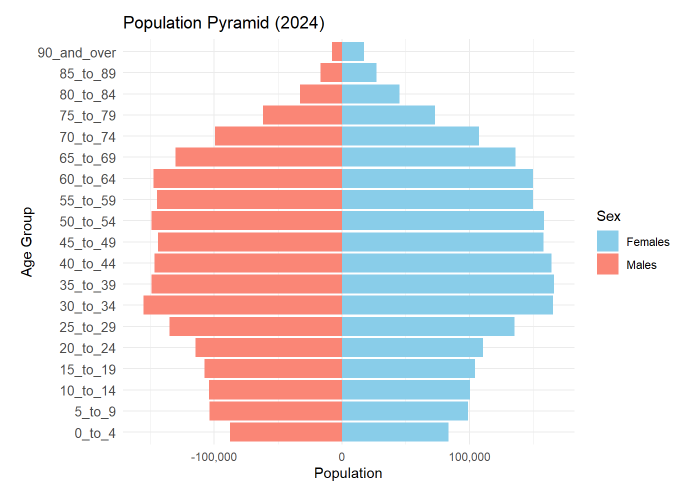 Population Pyramid (2024)
Age Group
90_and_over
85_to_89
80_to_84
75_to_79
70_to_74
65_to_69
60_to_64
55_to_59
50_to_54
45_to_49
40_to_44
35_to_39
30_to_34
25_to_29
20_to_24
15_to_19
10_to_14
5_to_9
0_to_4
-100,000 0 100,000
Population
Sex
Females
Males